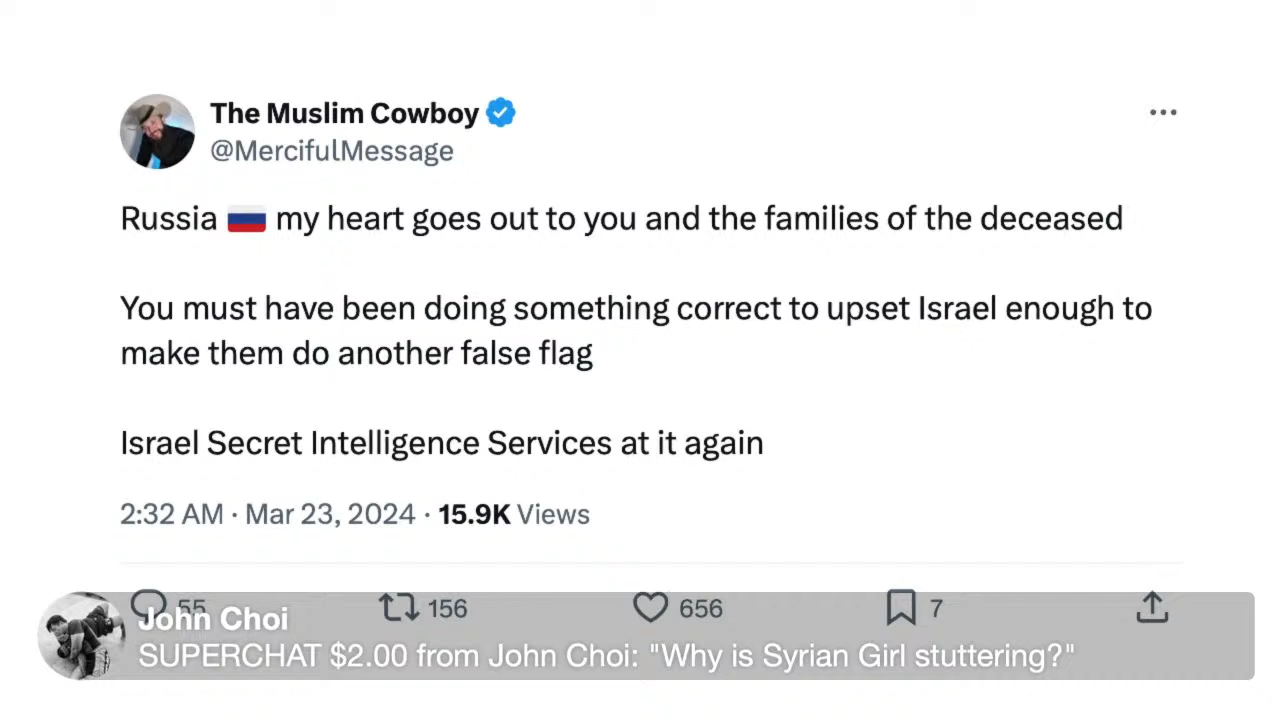 The Muslim Cowboy
@MercifulMessage
Russia 🇷🇺 my heart goes out to you and the families of the deceased
You must have been doing something correct to upset Israel enough to
make them do another false flag
Israel Secret Intelligence Services at it again
2:32 AM · Mar 23, 2024 · 15.9K Views
55 156 656 7
John Choi
SUPERCHAT $2.00 from John Choi: "Why is Syrian Girl stuttering?"